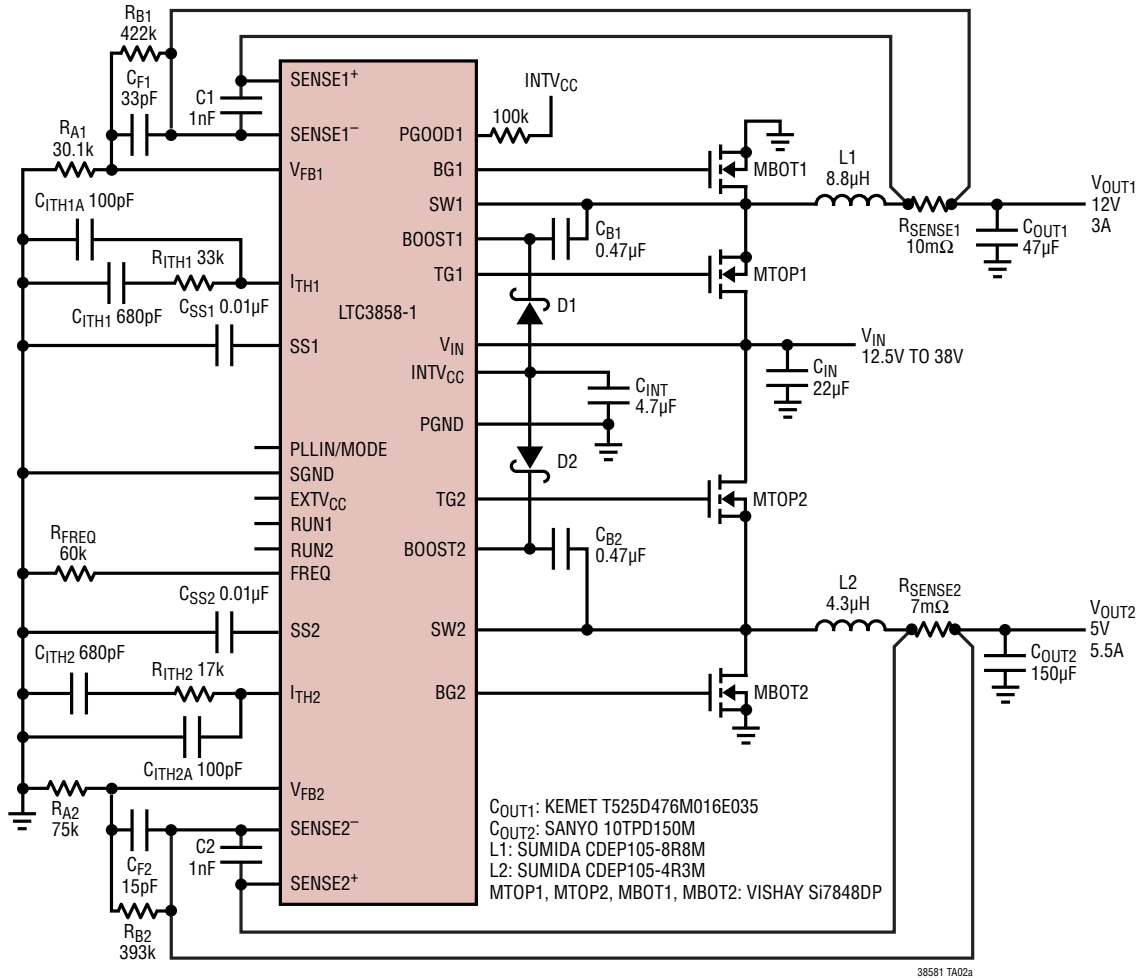 RB1
422k
CF1
33pF
C1
1nF
RA1
30.1k
CITH1A 100pF
RITH1 33k
CITH1 680pF
CSS1 0.01µF
RFREQ
60k
CSS2 0.01µF
CITH2 680pF
RITH2 17k
CITH2A 100pF
RA2
75k
CF2
15pF
C2
1nF
RB2
393k
SENSE1+
SENSE1–
VFB1
ITH1
LTC3858-1
SS1
PLLIN/MODE
SGND
EXTVCC
RUN1
RUN2
FREQ
SS2
ITH2
VFB2
SENSE2–
SENSE2+
PGOOD1
BG1
SW1
BOOST1
TG1
VIN
INTVCC
PGND
TG2
BOOST2
SW2
BG2
INTVCC
100k
MBOT1
L1
8.8µH
RSENSE1
10mΩ
VOUT1
12V
3A
COUT1
47µF
CB1
0.47µF
MTOP1
D1
VIN
12.5V TO 38V
CIN
22µF
CINT
4.7µF
D2
MTOP2
CB2
0.47µF
L2
4.3µH
RSENSE2
7mΩ
VOUT2
5V
5.5A
COUT2
150µF
MBOT2
COUT1: KEMET T525D476M016E035
COUT2: SANYO 10TPD150M
L1: SUMIDA CDEP105-8R8M
L2: SUMIDA CDEP105-4R3M
MTOP1, MTOP2, MBOT1, MBOT2: VISHAY Si7848DP
38581 TA02a